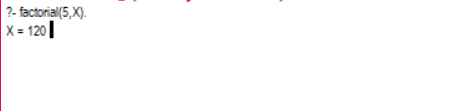 ?- factorial(5,X).
X = 120